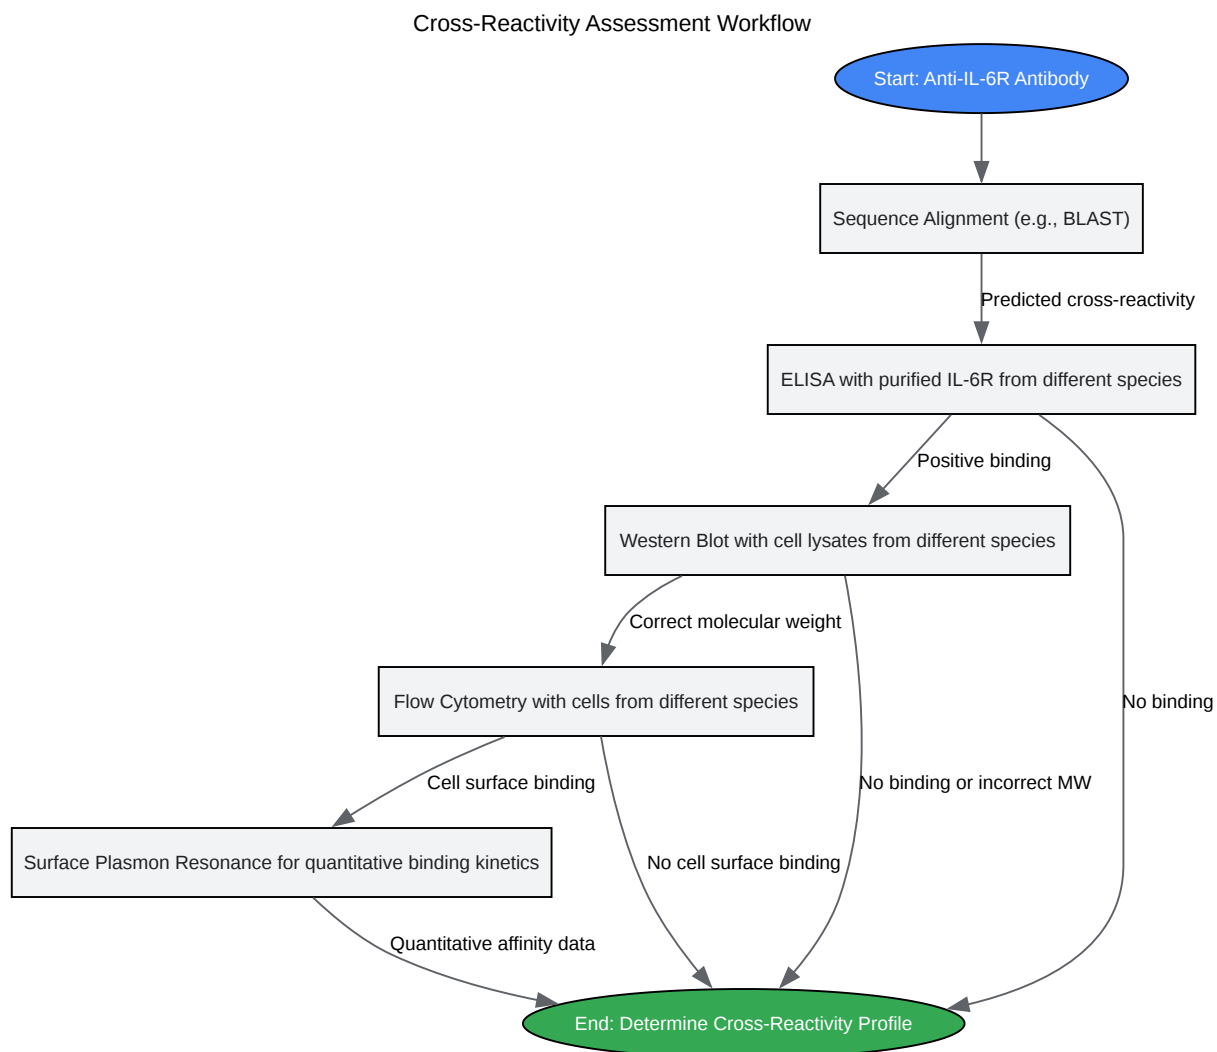 Cross-Reactivity Assessment Workflow
Start: Anti-IL-6R Antibody
Sequence Alignment (e.g., BLAST)
Predicted cross-reactivity
ELISA with purified IL-6R from different species
Positive binding
Western Blot with cell lysates from different species
Correct molecular weight
Flow Cytometry with cells from different species
No binding
Cell surface binding
No binding or incorrect MW
Surface Plasmon Resonance for quantitative binding kinetics
No cell surface binding
Quantitative affinity data
End: Determine Cross-Reactivity Profile